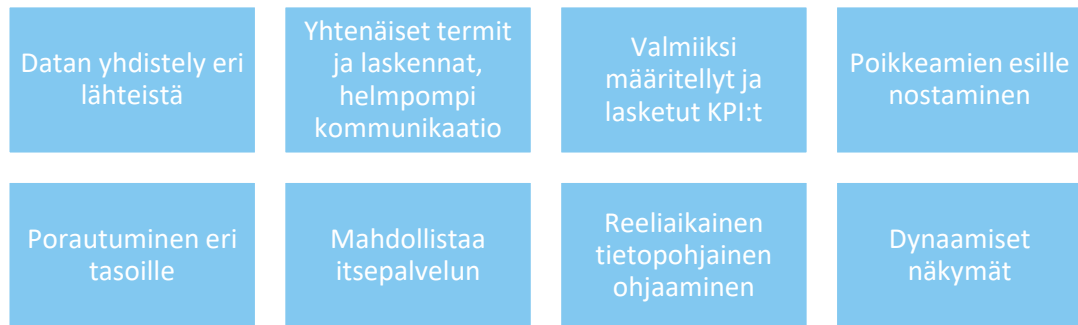 Datan yhdistely eri
lähteistä
Yhtenäiset termit
ja laskennat,
helmpompi
kommunikaatio
Valmiiksi
määritellyt ja
lasketut KPI:t
Poikkeamien esille
nostaminen
Porautuminen eri
tasoille
Mahdollistaa
itsepalvelun
Reeliaikainen
tietopohjainen
ohjaaminen
Dynaamiset
näkymät